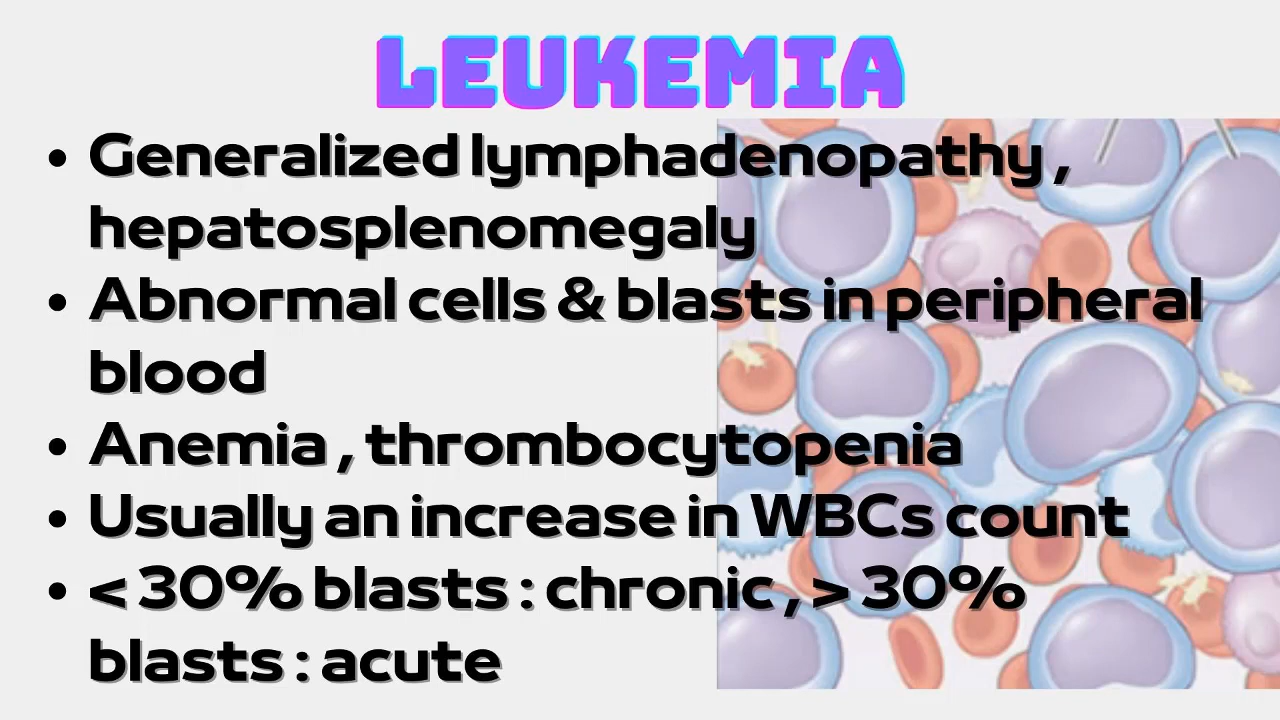 LEUKEMIA
• Generalized lymphadenopathy ,
hepatosplenomegaly
• Abnormal cells & blasts in peripheral
blood
• Anemia , thrombocytopenia
• Usually an increase in WBCs count
• < 30% blasts : chronic , > 30%
blasts : acute